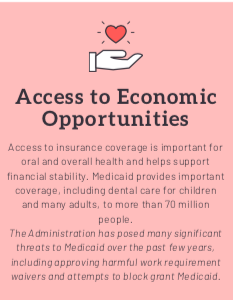 Access to Economic
Opportunities
Access to insurance coverage is important for
oral and overall health and helps support
financial stability. Medicaid provides important
coverage, including dental care for children
and many adults, to more than 70 million
people.
The Administration has posed many significant
threats to Medicaid over the past few years,
including approving harmful work requirement
waivers and attempts to block grant Medicaid.